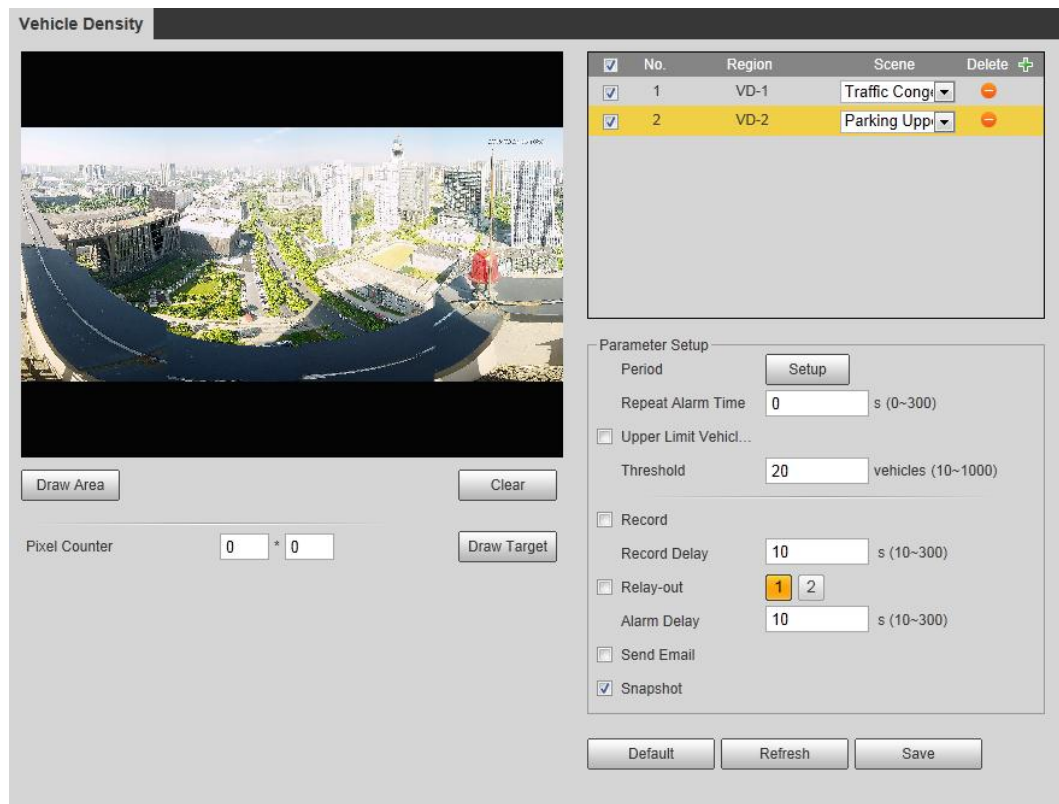 Vehicle Density
No. Region Scene Delete
1 VD-1 Traffic Cong
2 VD-2 Parking Upp
Parameter Setup
Period Setup
Repeat Alarm Time 0 s (0~300)
Upper Limit Vehicl...
Threshold 20 vehicles (10~1000)
Draw Area Clear
Pixel Counter 0 * 0 Draw Target
Record
Record Delay 10 s (10~300)
Relay-out 1 2
Alarm Delay 10 s (10~300)
Send Email
Snapshot
Default Refresh Save